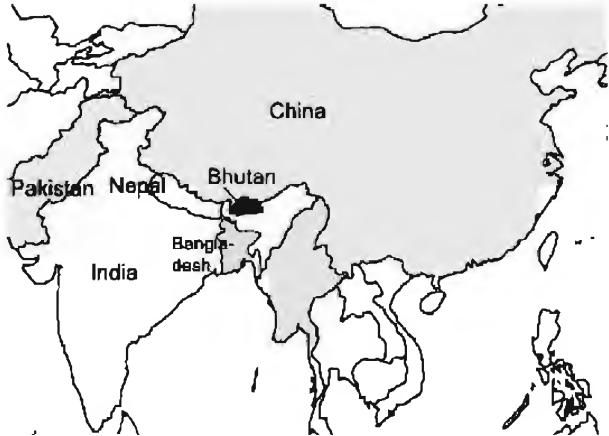 China
Bhutan
Pakistan
Nepal
Bangla-
desh
India